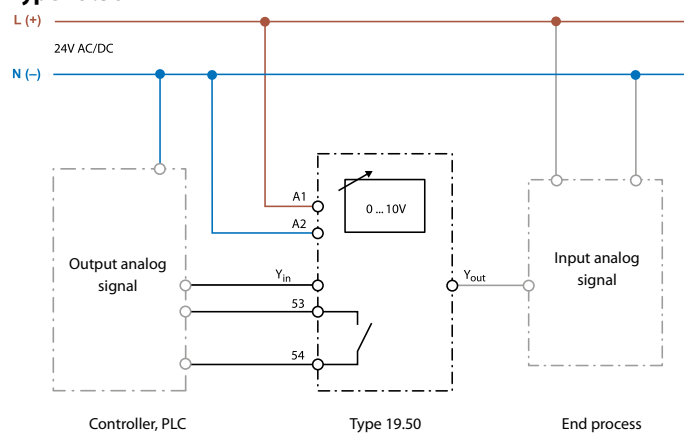 L (+)
24V AC/DC
N (–)
A1
0 ... 10V
A2
Output analog
signal
Yin
Yout
Input analog
signal
53
54
Controller, PLC
Type 19.50
End process